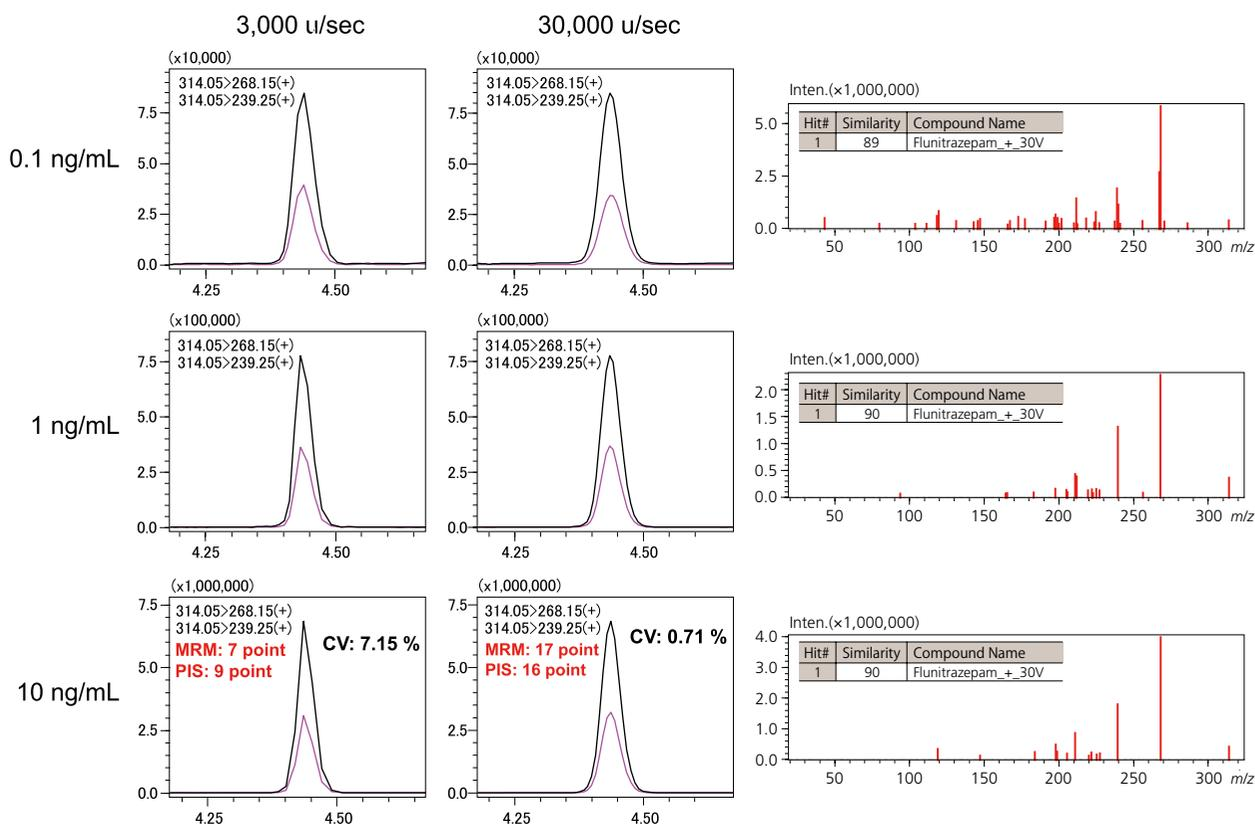 3,000 u/sec
30,000 u/sec
0.1 ng/mL
(x10,000)
314.05>268.15(+)
314.05>239.25(+)
7.5
5.0
2.5
0.0
4.25 4.50
(x10,000)
314.05>268.15(+)
314.05>239.25(+)
7.5
5.0
2.5
0.0
4.25 4.50
Inten.(×1,000,000)
Hit# Similarity Compound Name
1 89 Flunitrazepam_+_30V
5.0
2.5
0.0
50 100 150 200 250 300 m/z
1 ng/mL
(x100,000)
314.05>268.15(+)
314.05>239.25(+)
7.5
5.0
2.5
0.0
4.25 4.50
(x100,000)
314.05>268.15(+)
314.05>239.25(+)
7.5
5.0
2.5
0.0
4.25 4.50
Inten.(×1,000,000)
Hit# Similarity Compound Name
1 90 Flunitrazepam_+_30V
2.0
1.5
1.0
0.5
0.0
50 100 150 200 250 300 m/z
10 ng/mL
(x1,000,000)
7.5
314.05>268.15(+)
314.05>239.25(+)
MRM: 7 point
PIS: 9 point
CV: 7.15 %
5.0
2.5
0.0
4.25 4.50
(x1,000,000)
7.5
314.05>268.15(+)
314.05>239.25(+)
MRM: 17 point
PIS: 16 point
CV: 0.71 %
5.0
2.5
0.0
4.25 4.50
Inten.(×1,000,000)
Hit# Similarity Compound Name
1 90 Flunitrazepam_+_30V
4.0
3.0
2.0
1.0
0.0
50 100 150 200 250 300 m/z